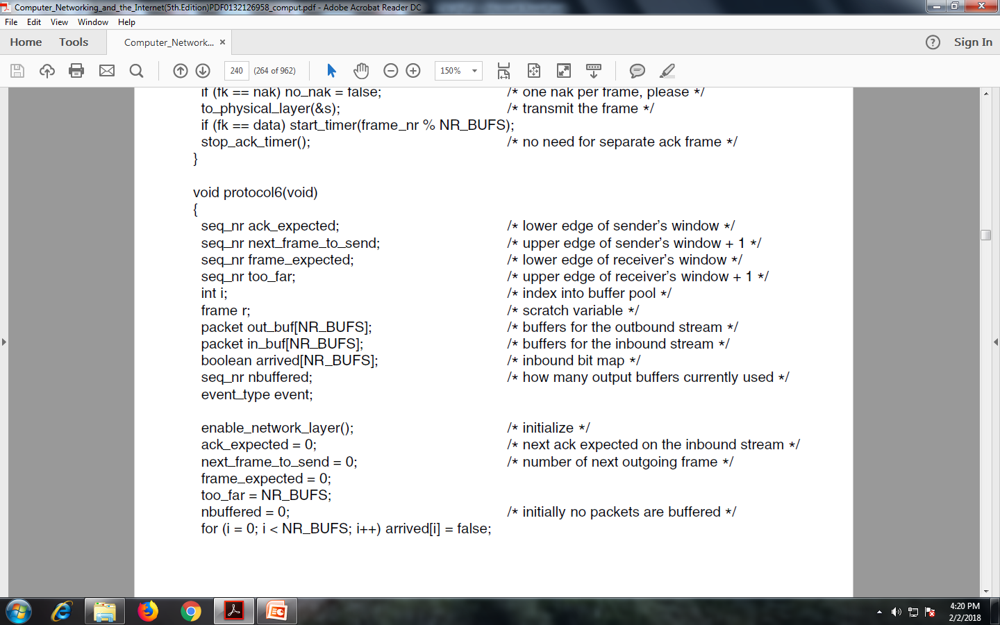 Computer_Networking_and_the_Internet(5th.Edition)PDF0132126958_comput.pdf - Adobe Acrobat Reader DC
File Edit View Window Help
Home Tools Computer_Network... × ? Sign In
240 (264 of 962) 150%
if (fk == nak) no_nak = false; /* one nak per frame, please */
to_physical_layer(&s); /* transmit the frame */
if (fk == data) start_timer(frame_nr % NR_BUFS);
stop_ack_timer(); /* no need for separate ack frame */
}
void protocol6(void)
{
seq_nr ack_expected; /* lower edge of sender’s window */
seq_nr next_frame_to_send; /* upper edge of sender’s window + 1 */
seq_nr frame_expected; /* lower edge of receiver’s window */
seq_nr too_far; /* upper edge of receiver’s window + 1 */
int i; /* index into buffer pool */
frame r; /* scratch variable */
packet out_buf[NR_BUFS]; /* buffers for the outbound stream */
packet in_buf[NR_BUFS]; /* buffers for the inbound stream */
boolean arrived[NR_BUFS]; /* inbound bit map */
seq_nr nbuffered; /* how many output buffers currently used */
event_type event;
enable_network_layer(); /* initialize */
ack_expected = 0; /* next ack expected on the inbound stream */
next_frame_to_send = 0; /* number of next outgoing frame */
frame_expected = 0;
too_far = NR_BUFS;
nbuffered = 0; /* initially no packets are buffered */
for (i = 0; i < NR_BUFS; i++) arrived[i] = false;
4:20 PM
2/2/2018